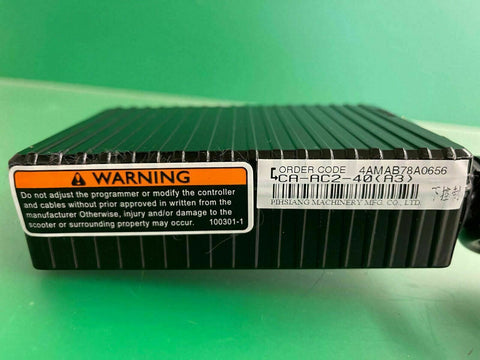 WARNING
Do not adjust the programmer or modify the controller
and cables without prior approved in written from the
manufacturer Otherwise, injury and/or damage to the
scooter or surrounding property may occur. 100301-1
ORDER CODE 4AMAB78A0656
CA-AC2-40(A3)
PIHSIANG MACHINERY MFG. CO., LTD.